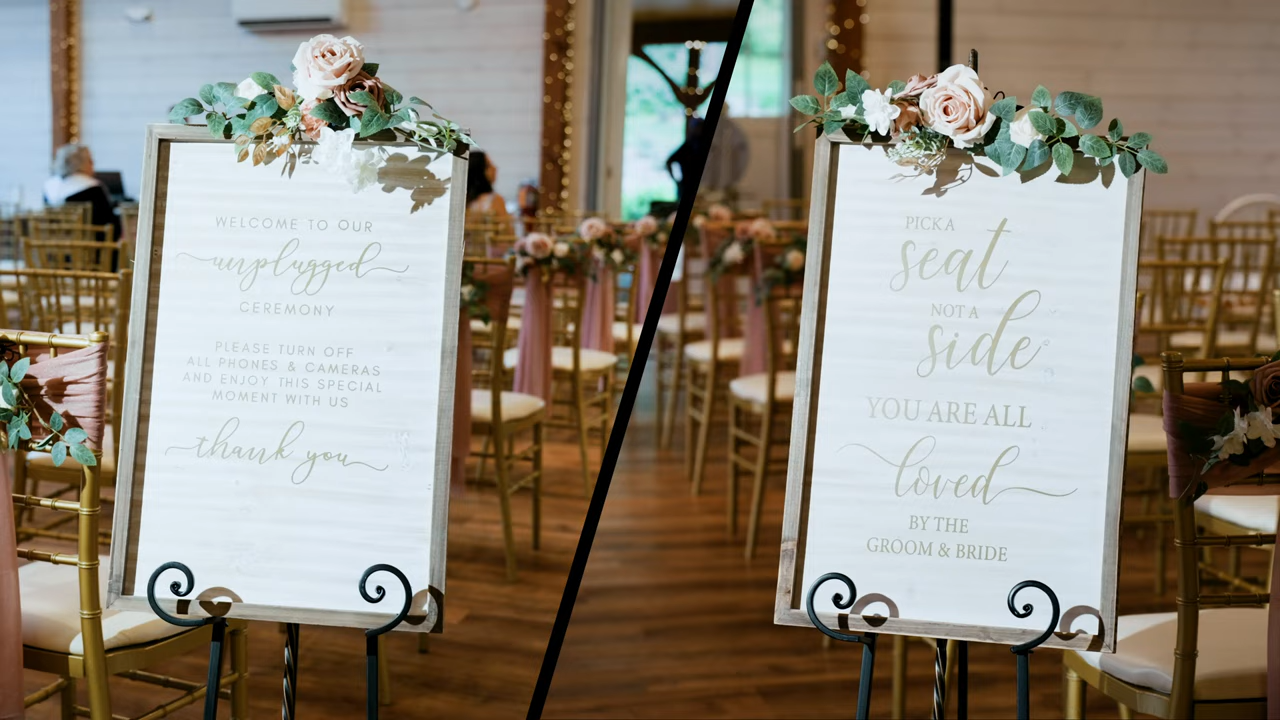 WELCOME TO OUR
unplugged
CEREMONY
PLEASE TURN OFF
ALL PHONES & CAMERAS
AND ENJOY THIS SPECIAL
MOMENT WITH US
thank you
PICK A
seat
NOT A
side
YOU ARE ALL
loved
BY THE
GROOM & BRIDE